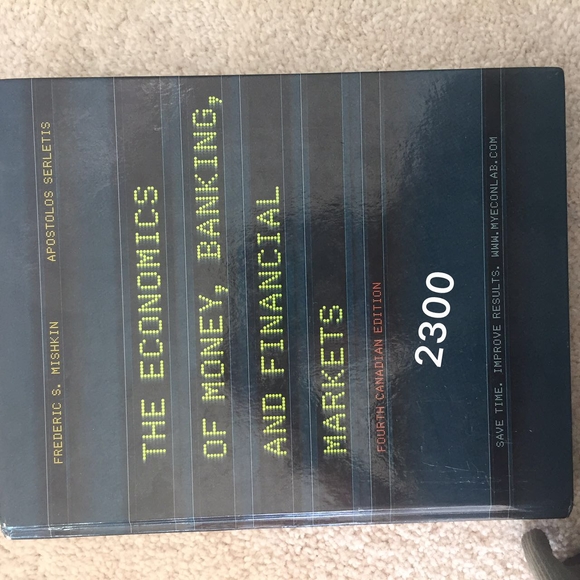 FREDERIC S. MISHKIN APOSTOLOS SERLETIS
THE ECONOMICS
OF MONEY, BANKING,
AND FINANCIAL
MARKETS
FOURTH CANADIAN EDITION
2300
SAVE TIME. IMPROVE RESULTS. WWW.MYECONLAB.COM